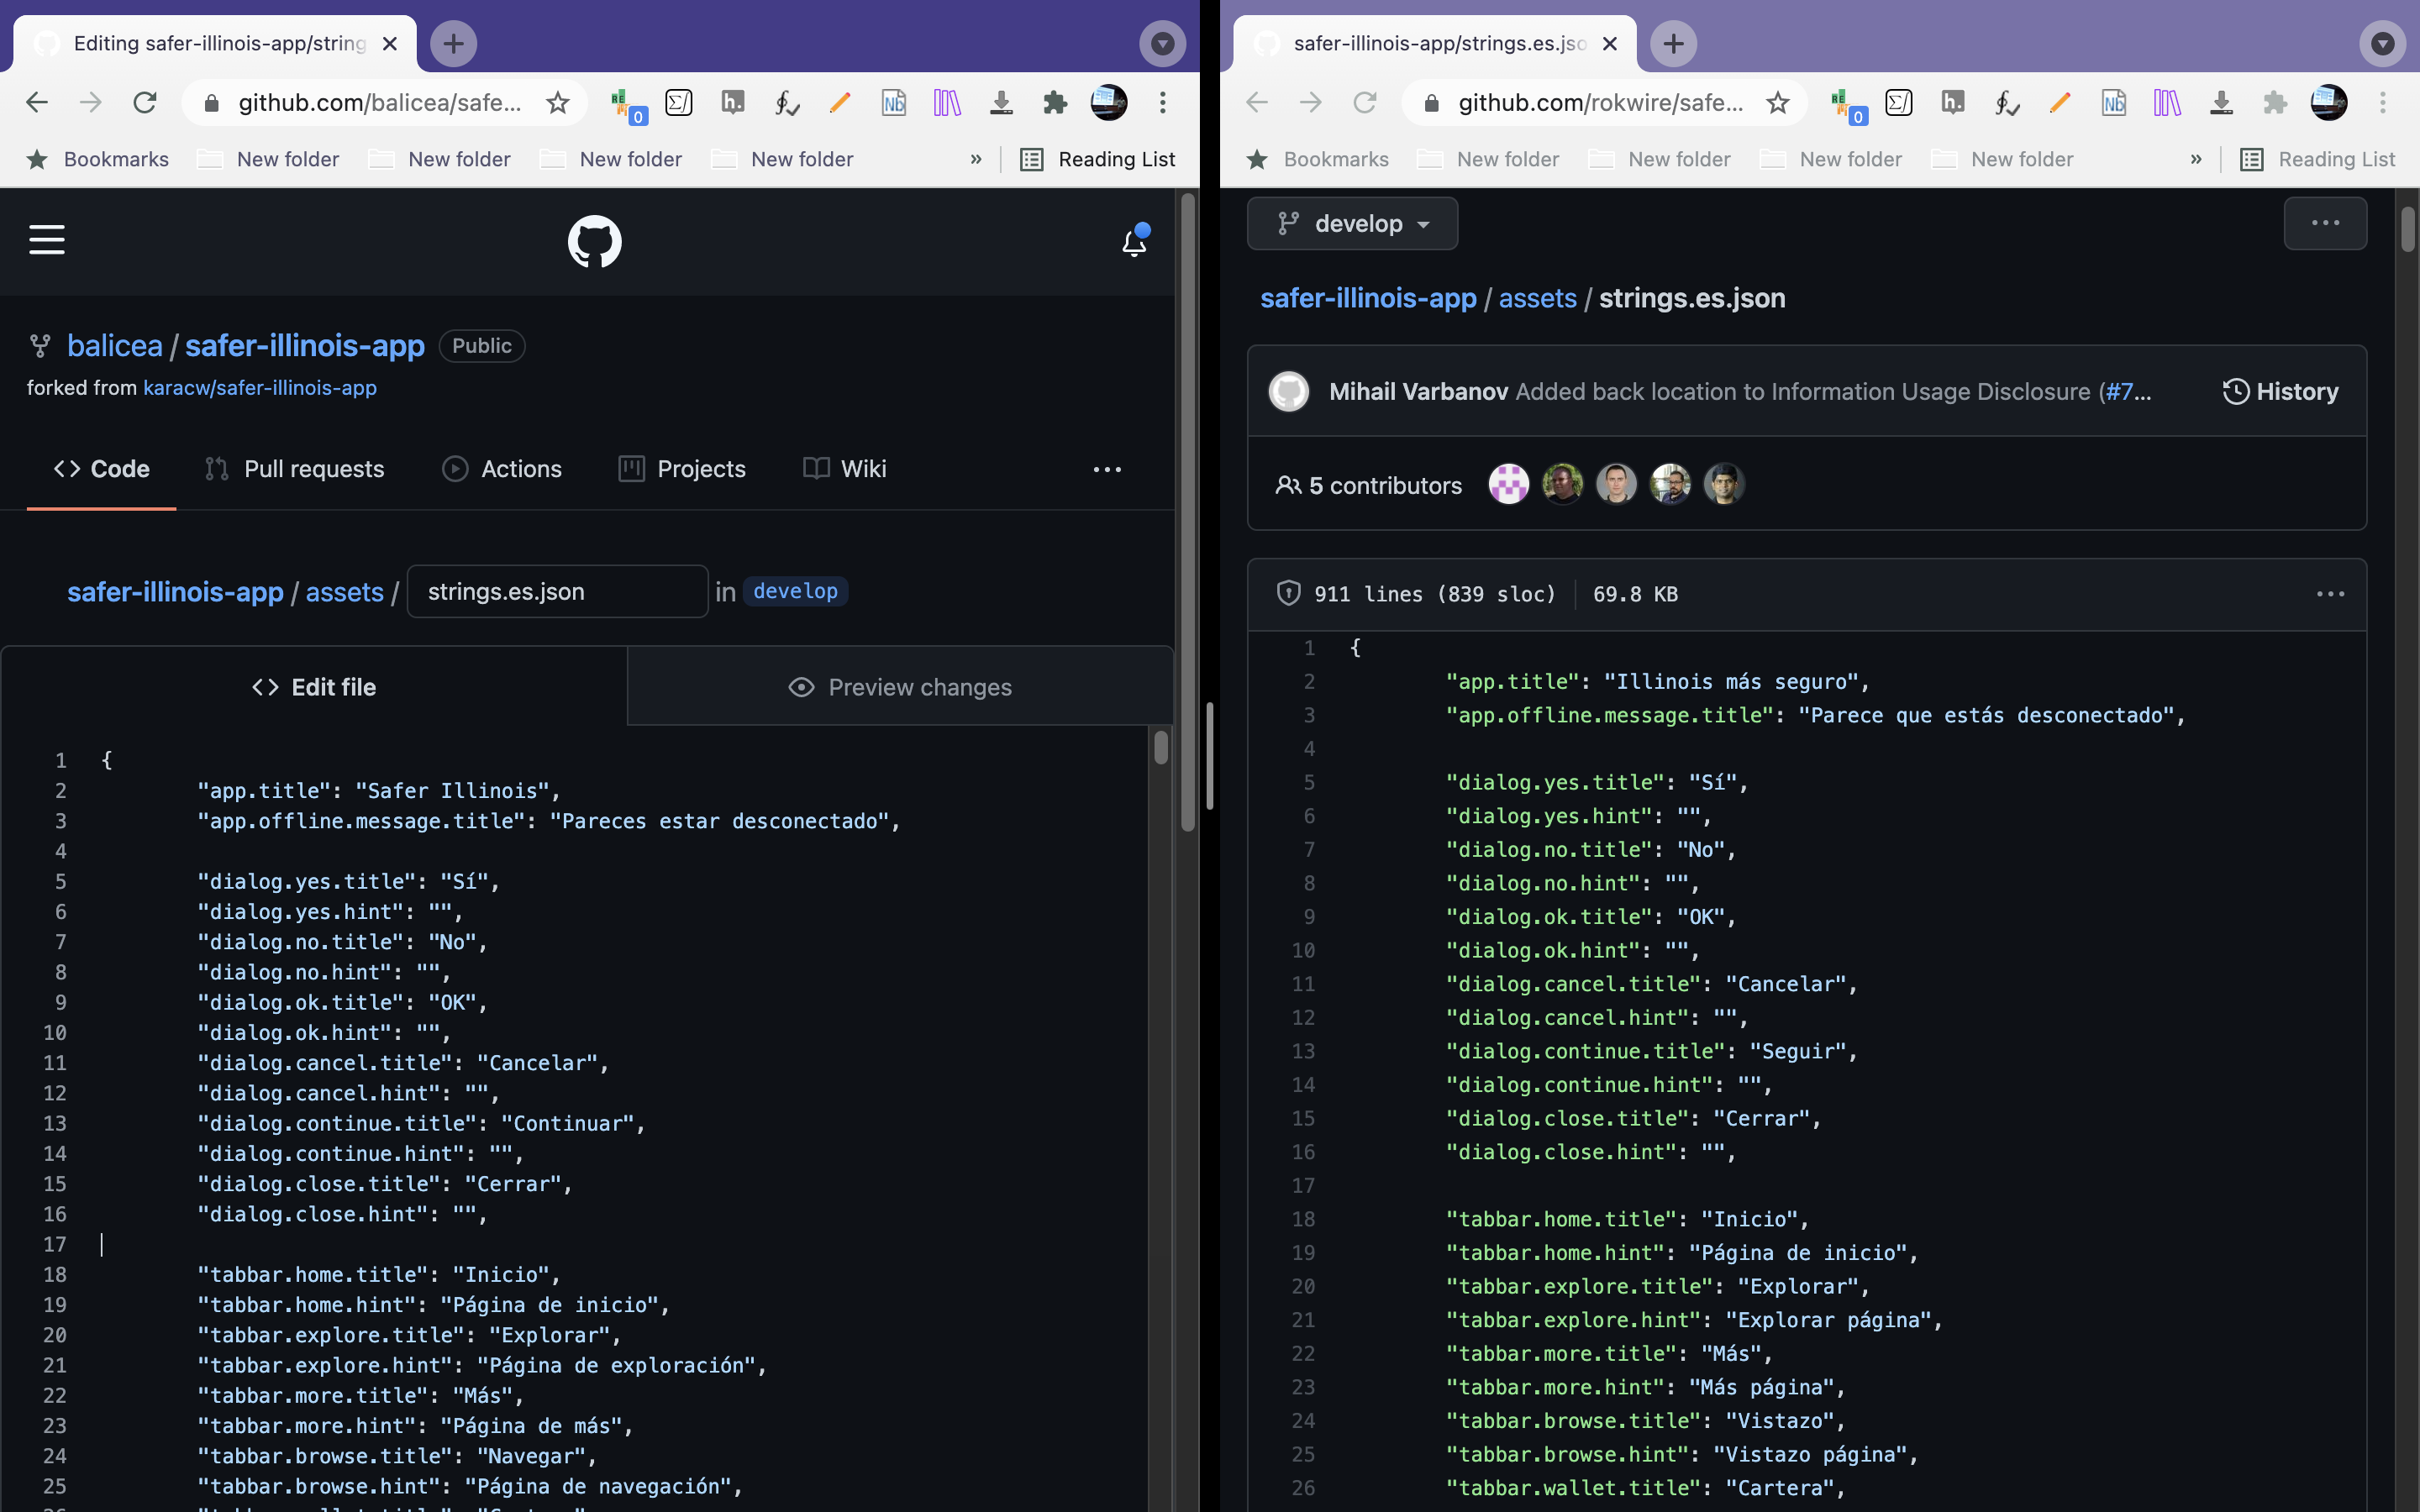 Editing safer-illinois-app/string
github.com/balicea/safe...
0
Bookmarks New folder New folder New folder New folder » Reading List
balicea / safer-illinois-app Public
forked from karacw/safer-illinois-app
Code Pull requests Actions Projects Wiki ...
safer-illinois-app / assets / strings.es.json in develop
Edit file Preview changes
1 {
2 "app.title": "Safer Illinois",
3 "app.offline.message.title": "Pareces estar desconectado",
4
5 "dialog.yes.title": "Sí",
6 "dialog.yes.hint": "",
7 "dialog.no.title": "No",
8 "dialog.no.hint": "",
9 "dialog.ok.title": "OK",
10 "dialog.ok.hint": "",
11 "dialog.cancel.title": "Cancelar",
12 "dialog.cancel.hint": "",
13 "dialog.continue.title": "Continuar",
14 "dialog.continue.hint": "",
15 "dialog.close.title": "Cerrar",
16 "dialog.close.hint": "",
17
18 "tabbar.home.title": "Inicio",
19 "tabbar.home.hint": "Página de inicio",
20 "tabbar.explore.title": "Explorar",
21 "tabbar.explore.hint": "Página de exploración",
22 "tabbar.more.title": "Más",
23 "tabbar.more.hint": "Página de más",
24 "tabbar.browse.title": "Navegar",
25 "tabbar.browse.hint": "Página de navegación",
safer-illinois-app/strings.es.jso
github.com/rokwire/safe...
0
Bookmarks New folder New folder New folder New folder » Reading List
develop ...
safer-illinois-app / assets / strings.es.json
Mihail Varbanov Added back location to Information Usage Disclosure (#7... History
5 contributors
911 lines (839 sloc) 69.8 KB ...
1 {
2 "app.title": "Illinois más seguro",
3 "app.offline.message.title": "Parece que estás desconectado",
4
5 "dialog.yes.title": "Sí",
6 "dialog.yes.hint": "",
7 "dialog.no.title": "No",
8 "dialog.no.hint": "",
9 "dialog.ok.title": "OK",
10 "dialog.ok.hint": "",
11 "dialog.cancel.title": "Cancelar",
12 "dialog.cancel.hint": "",
13 "dialog.continue.title": "Seguir",
14 "dialog.continue.hint": "",
15 "dialog.close.title": "Cerrar",
16 "dialog.close.hint": "",
17
18 "tabbar.home.title": "Inicio",
19 "tabbar.home.hint": "Página de inicio",
20 "tabbar.explore.title": "Explorar",
21 "tabbar.explore.hint": "Explorar página",
22 "tabbar.more.title": "Más",
23 "tabbar.more.hint": "Más página",
24 "tabbar.browse.title": "Vistazo",
25 "tabbar.browse.hint": "Vistazo página",
26 "tabbar.wallet.title": "Cartera",